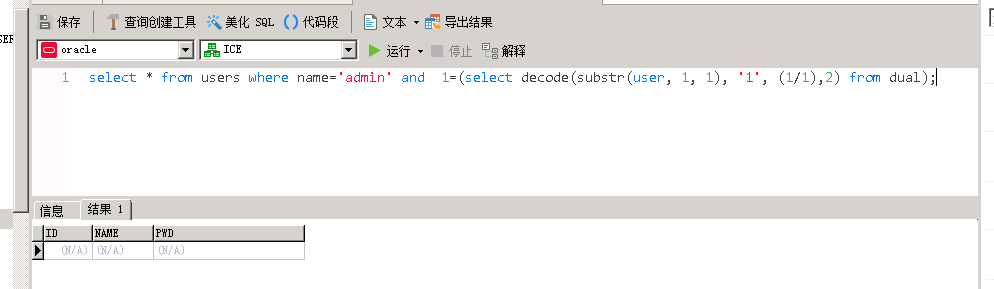 保存 查询创建工具 美化 SQL () 代码段 文本 导出结果
oracle ICE 运行 停止 解释
1 select * from users where name='admin' and  1=(select decode(substr(user, 1, 1), '1', (1/1),2) from dual);
信息 结果 1
ID NAME PWD
(N/A) (N/A) (N/A)